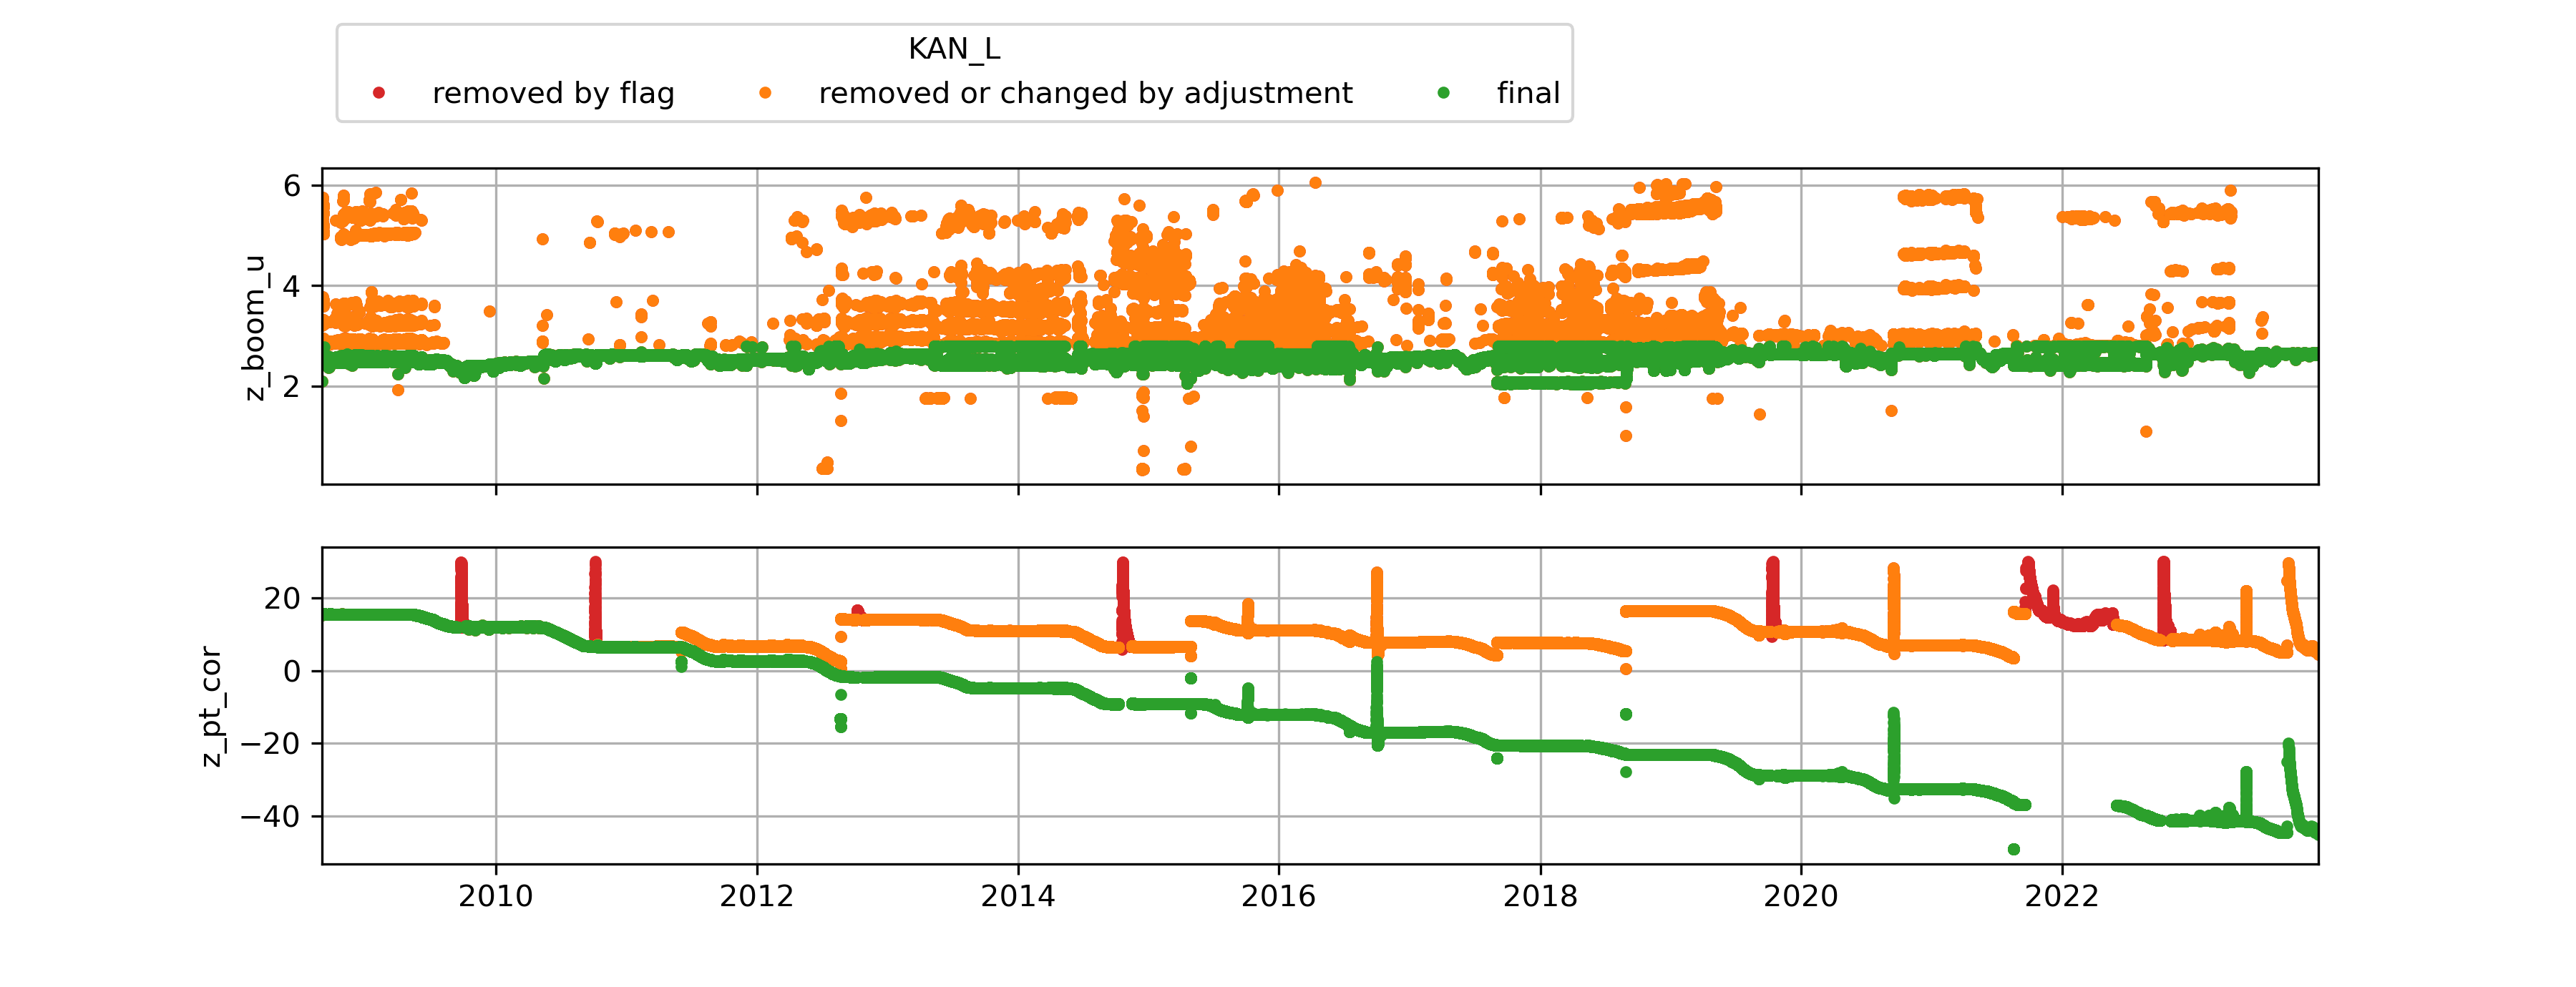 KAN_L
removed by flag removed or changed by adjustment final
z_boom_u
6
4
2
z_pt_cor
20
0
−20
−40
2010 2012 2014 2016 2018 2020 2022